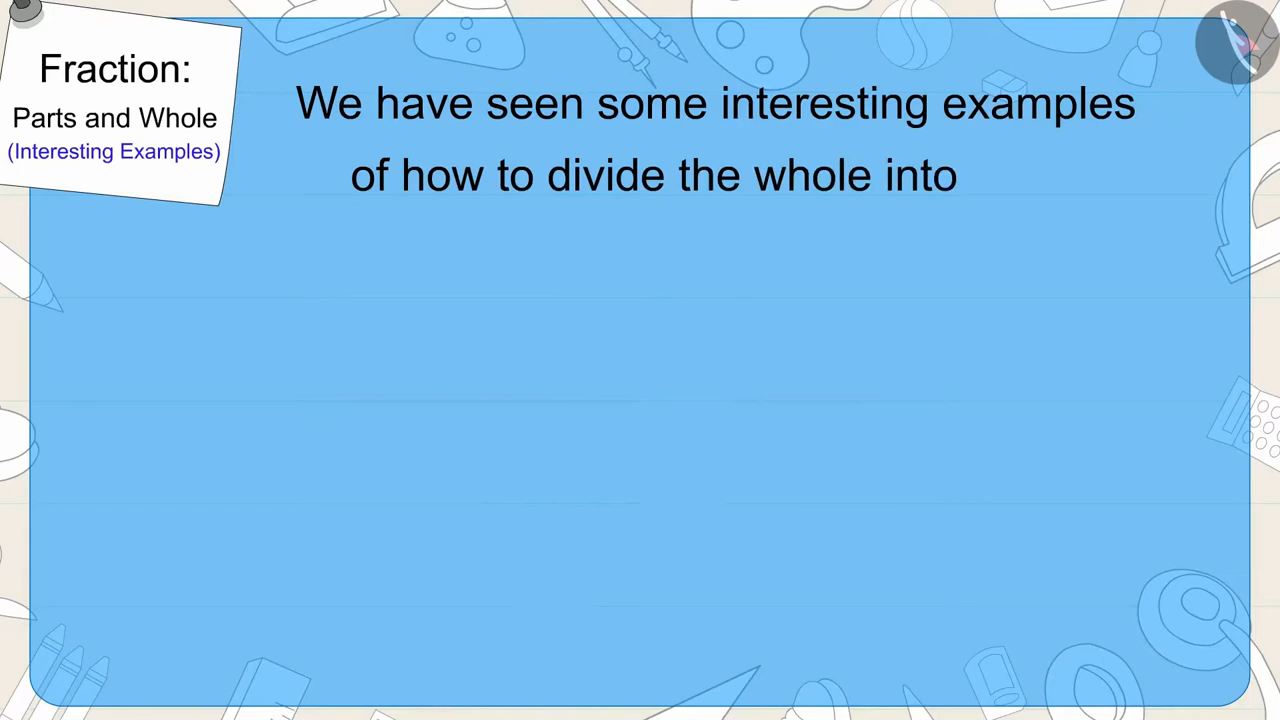 Fraction:
Parts and Whole
(Interesting Examples)
We have seen some interesting examples
of how to divide the whole into